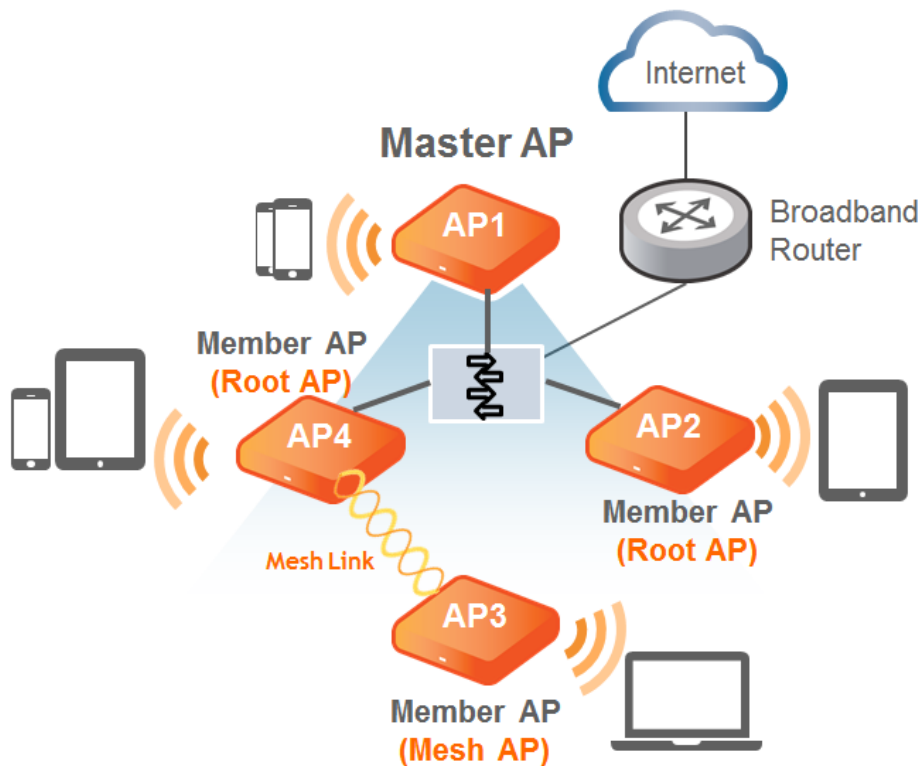 Internet
Master AP
AP1
Broadband
Router
Member AP
(Root AP)
AP4
AP2
Member AP
(Root AP)
Mesh Link
AP3
Member AP
(Mesh AP)